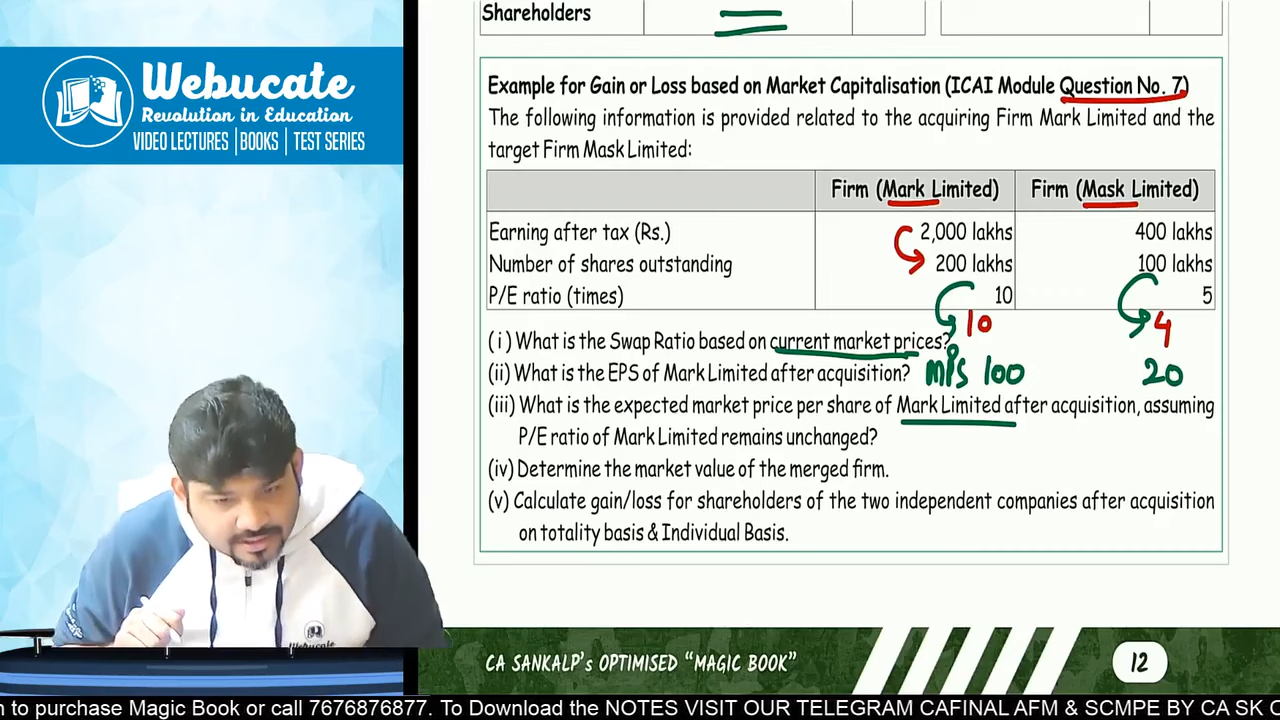 Shareholders
Webucate
Revolution in Education
VIDEO LECTURES | BOOKS | TEST SERIES
Example for Gain or Loss based on Market Capitalisation (ICAI Module Question No. 7)
The following information is provided related to the acquiring Firm Mark Limited and the
target Firm Mask Limited:
Firm (Mark Limited) Firm (Mask Limited)
Earning after tax (Rs.) 2,000 lakhs 400 lakhs
Number of shares outstanding 200 lakhs 100 lakhs
P/E ratio (times) 10 5
10 4
(i) What is the Swap Ratio based on current market prices?
(ii) What is the EPS of Mark Limited after acquisition? MPS 100 20
(iii) What is the expected market price per share of Mark Limited after acquisition, assuming
P/E ratio of Mark Limited remains unchanged?
(iv) Determine the market value of the merged firm.
(v) Calculate gain/loss for shareholders of the two independent companies after acquisition
on totality basis & Individual Basis.
Webucate
CA SANKALP's OPTIMISED "MAGIC BOOK"
12
to purchase Magic Book or call 7676876877. To Download the NOTES VISIT OUR TELEGRAM CAFINAL AFM & SCMPE BY CA SK